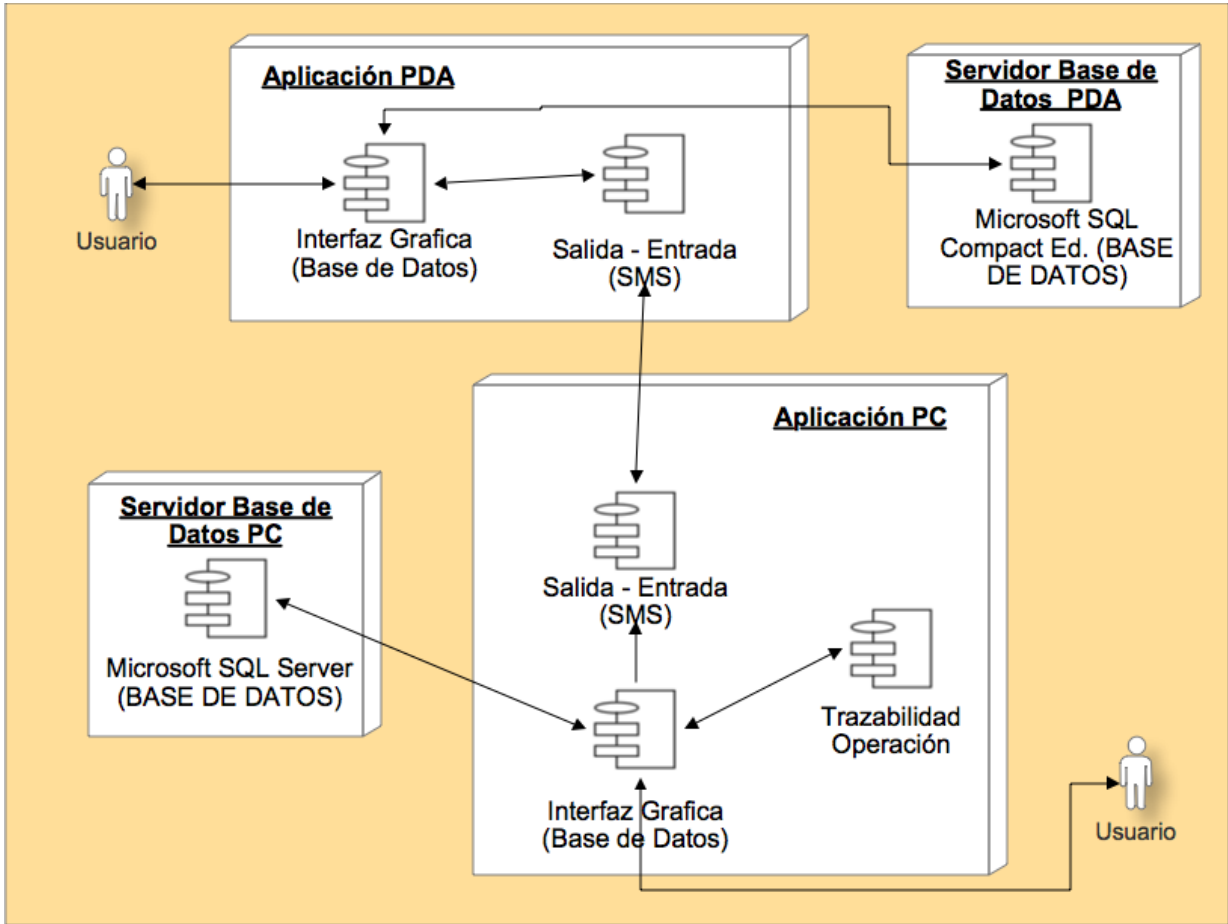 Aplicación PDA
Servidor Base de
Datos PDA
Usuario
Interfaz Grafica
(Base de Datos)
Salida - Entrada
(SMS)
Microsoft SQL
Compact Ed. (BASE
DE DATOS)
Aplicación PC
Servidor Base de
Datos PC
Microsoft SQL Server
(BASE DE DATOS)
Salida - Entrada
(SMS)
Trazabilidad
Operación
Interfaz Grafica
(Base de Datos)
Usuario